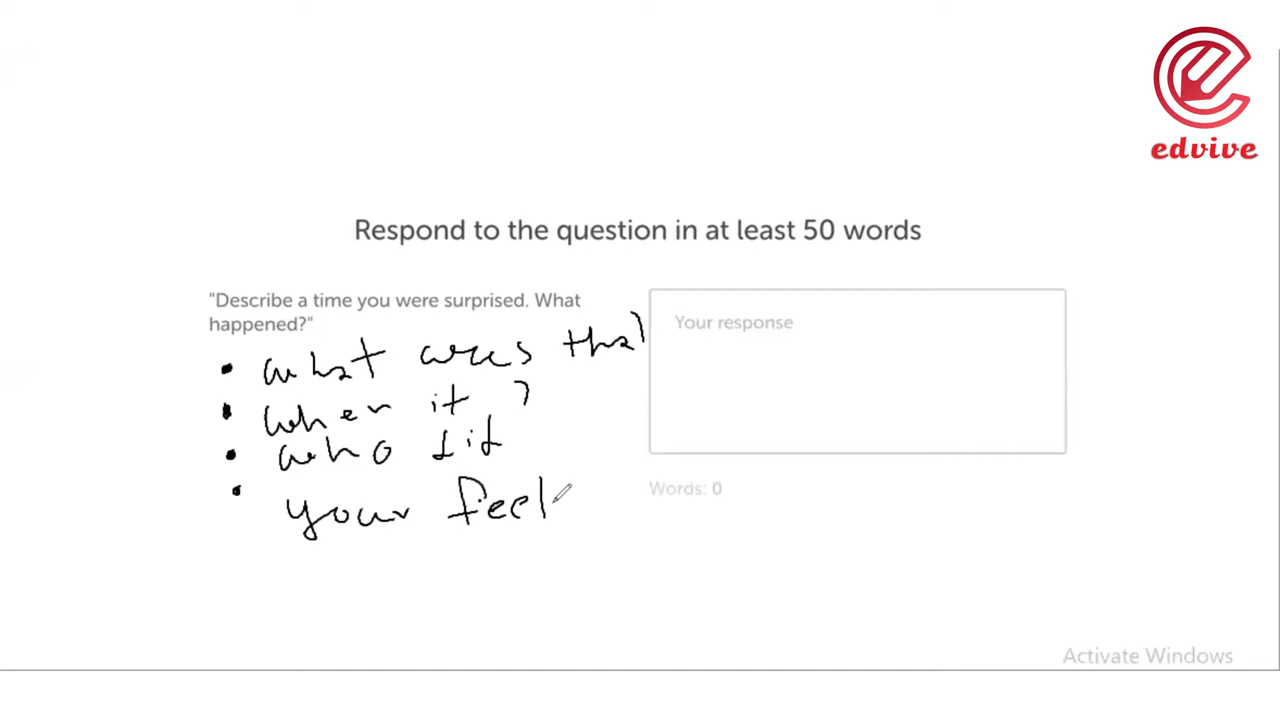 edvive
Respond to the question in at least 50 words
"Describe a time you were surprised. What
happened?"
Your response
• what was that
• when it ?
• who did
• your feel
Words: 0
Activate Windows